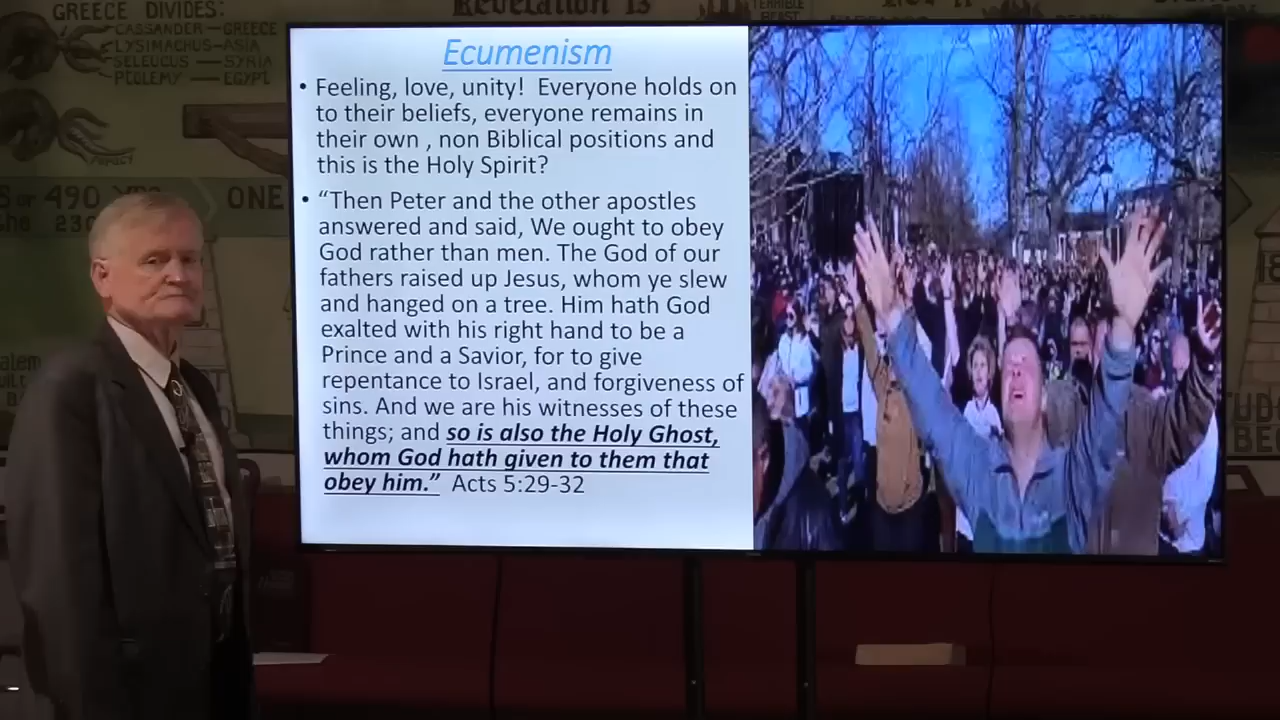 Revelation 13
GREECE DIVIDES:
CASSANDER—GREECE
LYSIMACHUS-ASIA
SELEUCUS — SYRIA
PTOLEMY — EGYPT
TERRIBLE
BEAST
490
ONE
230
Ecumenism
• Feeling, love, unity! Everyone holds on
to their beliefs, everyone remains in
their own , non Biblical positions and
this is the Holy Spirit?
• “Then Peter and the other apostles
answered and said, We ought to obey
God rather than men. The God of our
fathers raised up Jesus, whom ye slew
and hanged on a tree. Him hath God
exalted with his right hand to be a
Prince and a Savior, for to give
repentance to Israel, and forgiveness of
sins. And we are his witnesses of these
things; and so is also the Holy Ghost,
whom God hath given to them that
obey him.” Acts 5:29-32